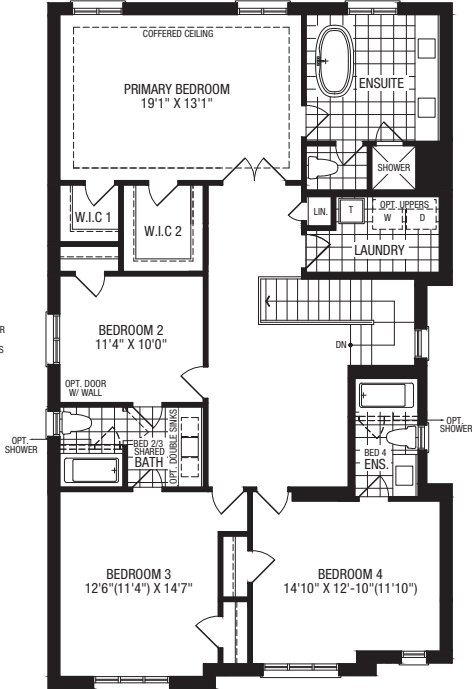 COFFERED CEILING
PRIMARY BEDROOM
19'1" X 13'1"
ENSUITE
SHOWER
W.I.C 1
W.I.C 2
LIN.
T
OPT. UPPERS
W
D
LAUNDRY
BEDROOM 2
11'4" X 10'0"
DN
OPT. DOOR
W/ WALL
OPT.
SHOWER
BED 2/3
SHARED
BATH
OPT. DOUBLE SINKS
BED 4
ENS.
OPT.
SHOWER
BEDROOM 3
12'6"(11'4") X 14'7"
BEDROOM 4
14'10" X 12'-10"(11'10")